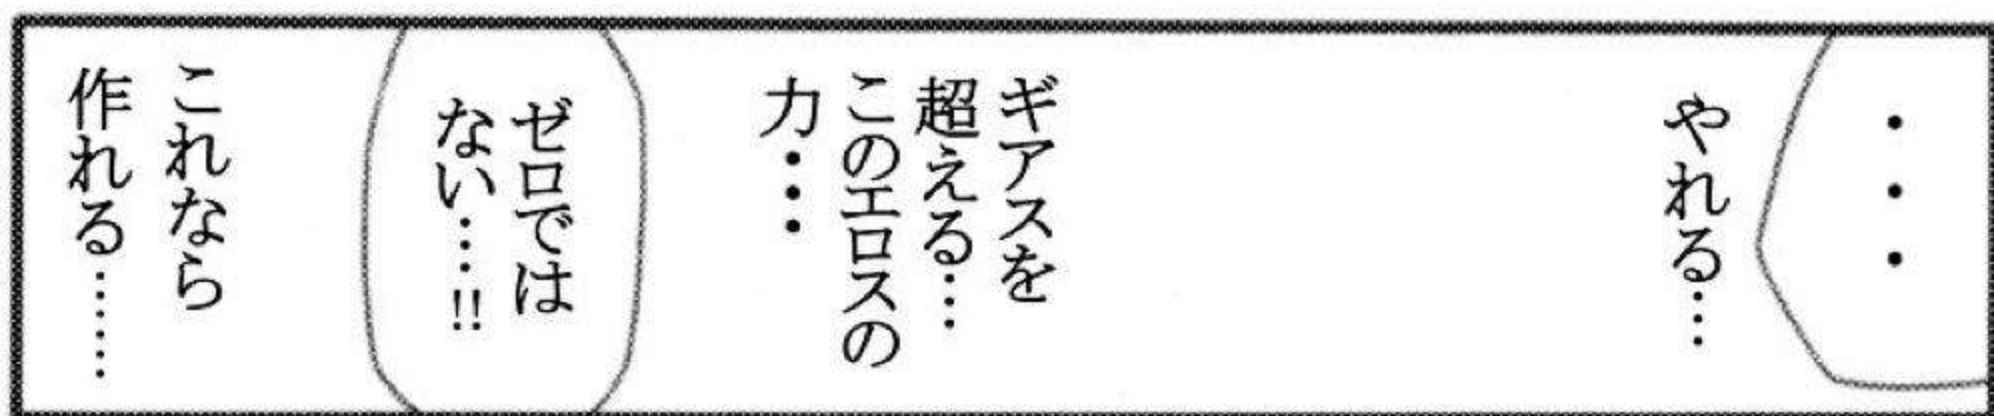 ・・・
やれる…
ギアスを
超える…
このエロスの
力・・・
ゼロでは
ない……!!
これなら
作れる………